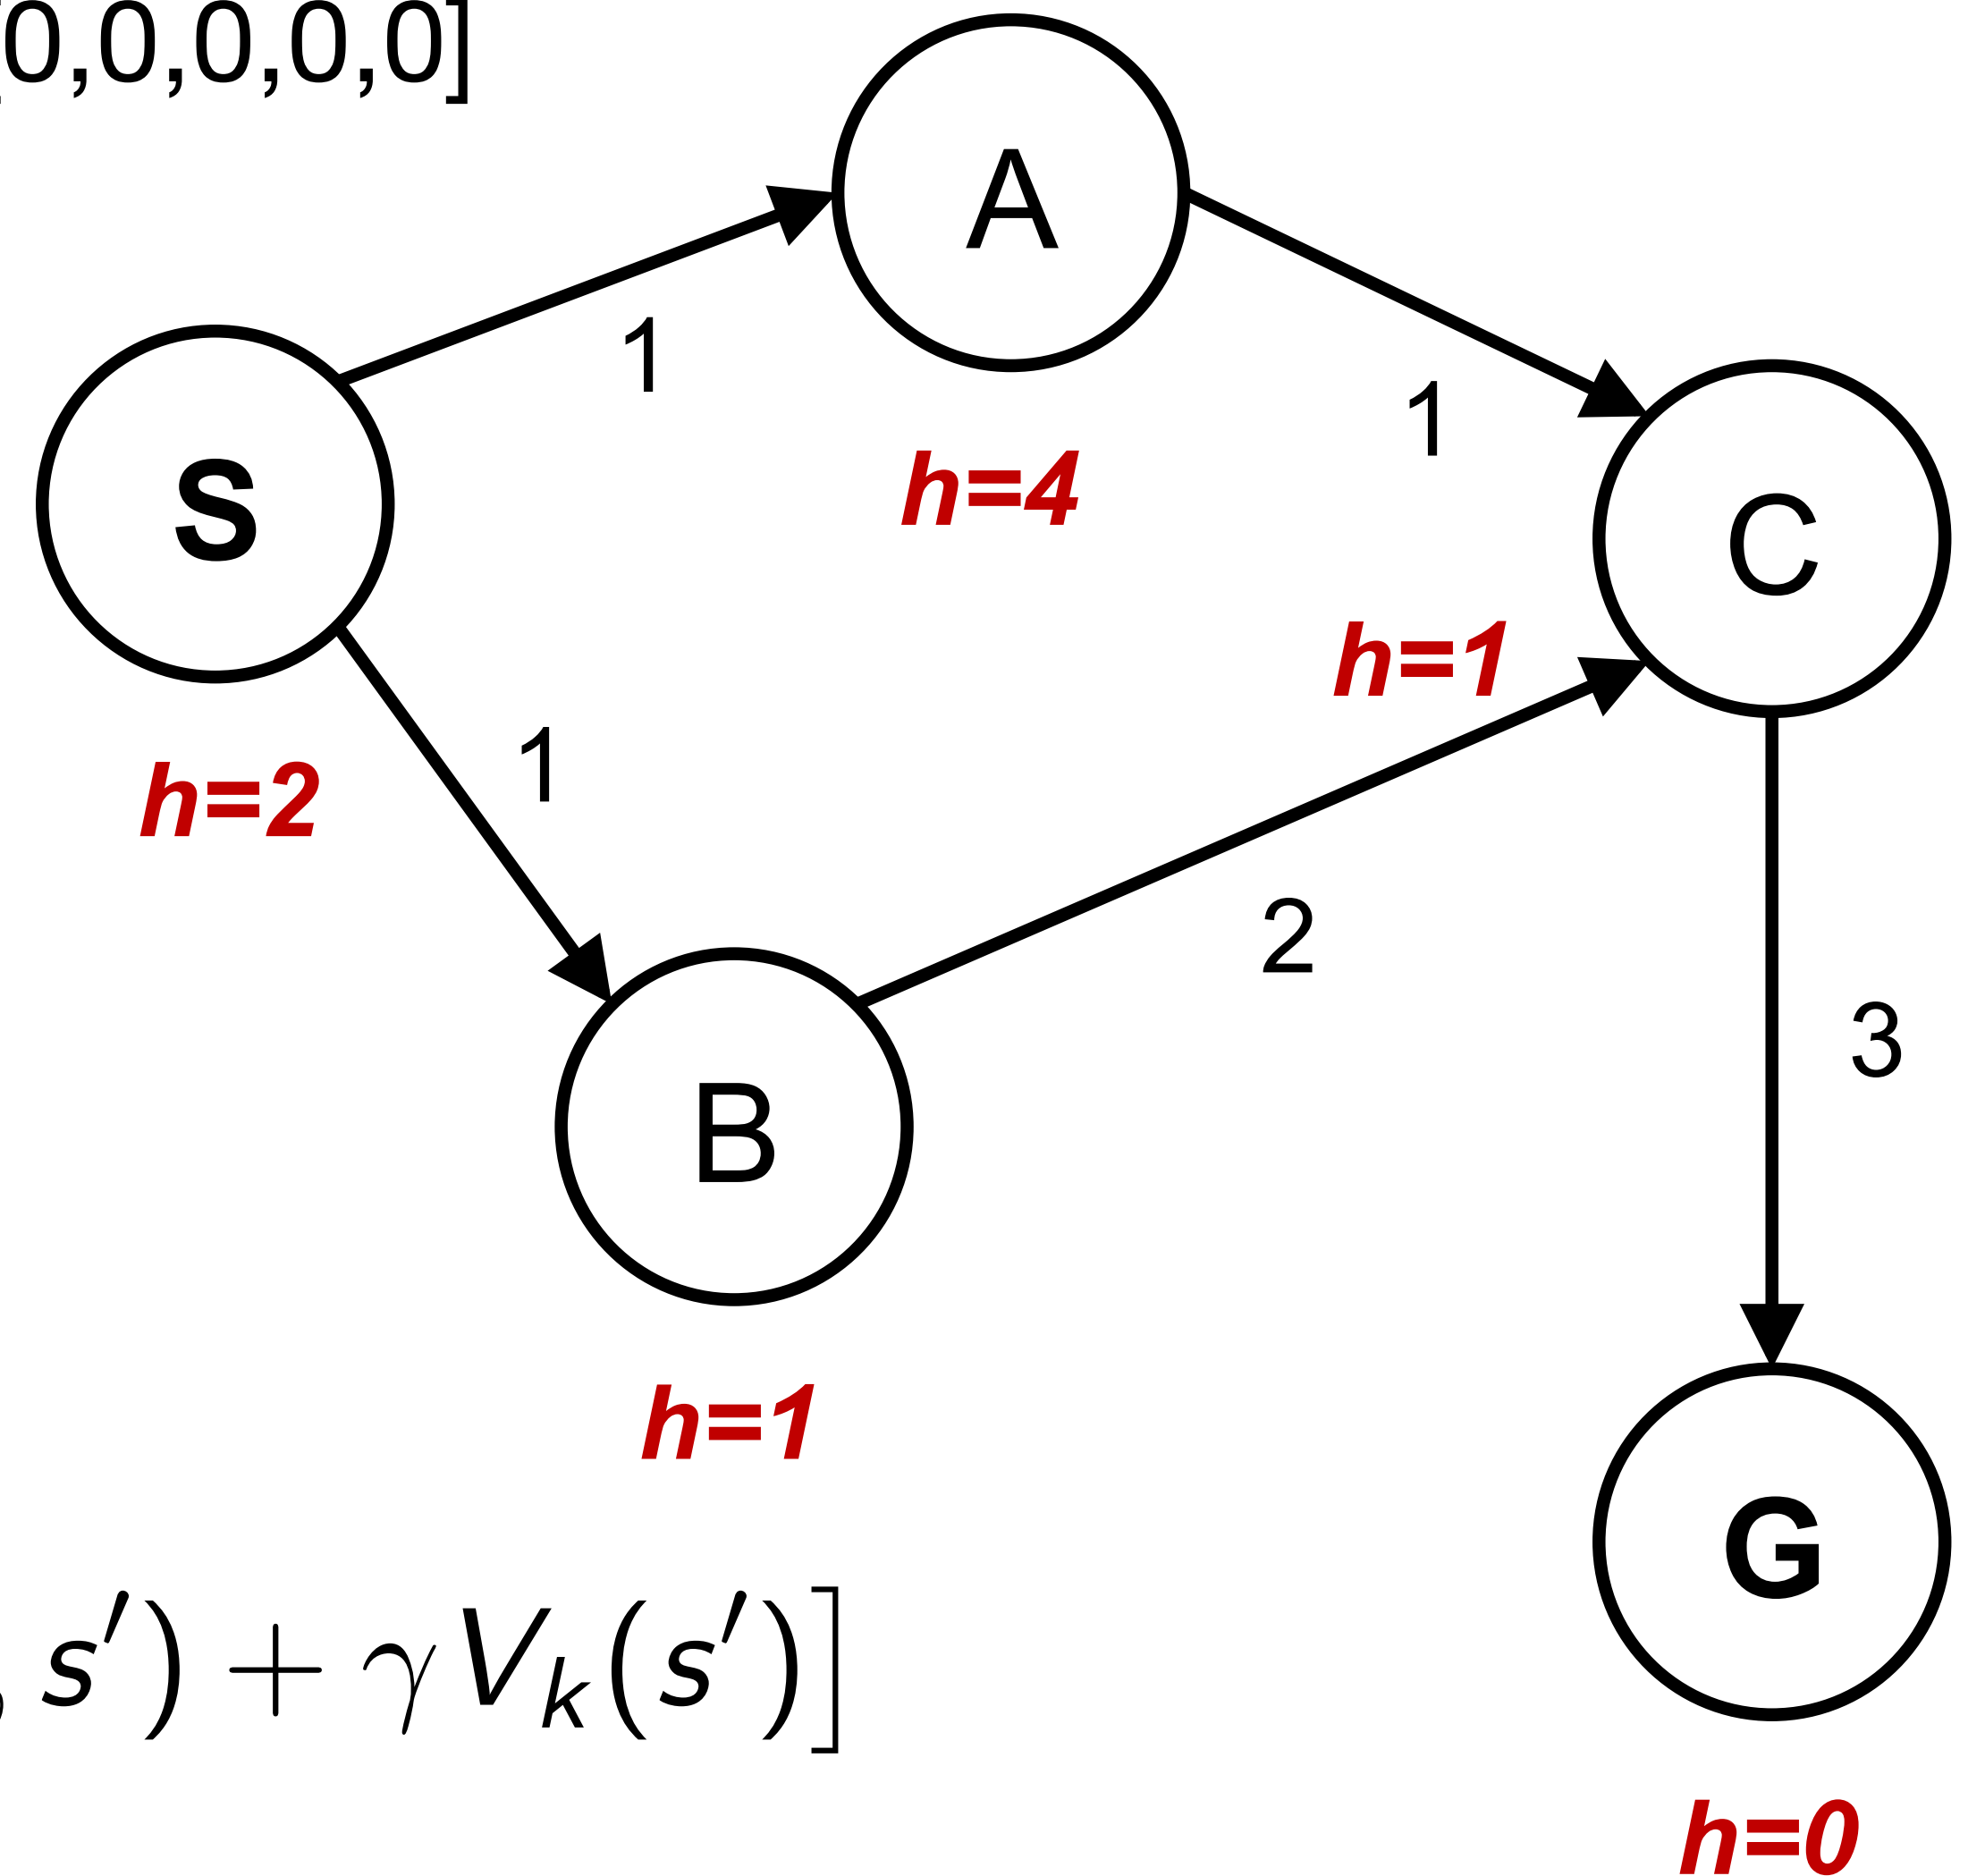 0,0,0,0,0]
A
1
1
S
h=4
C
h=1
1
h=2
2
3
B
h=1
G
, s′) + γVk(s′)]
h=0